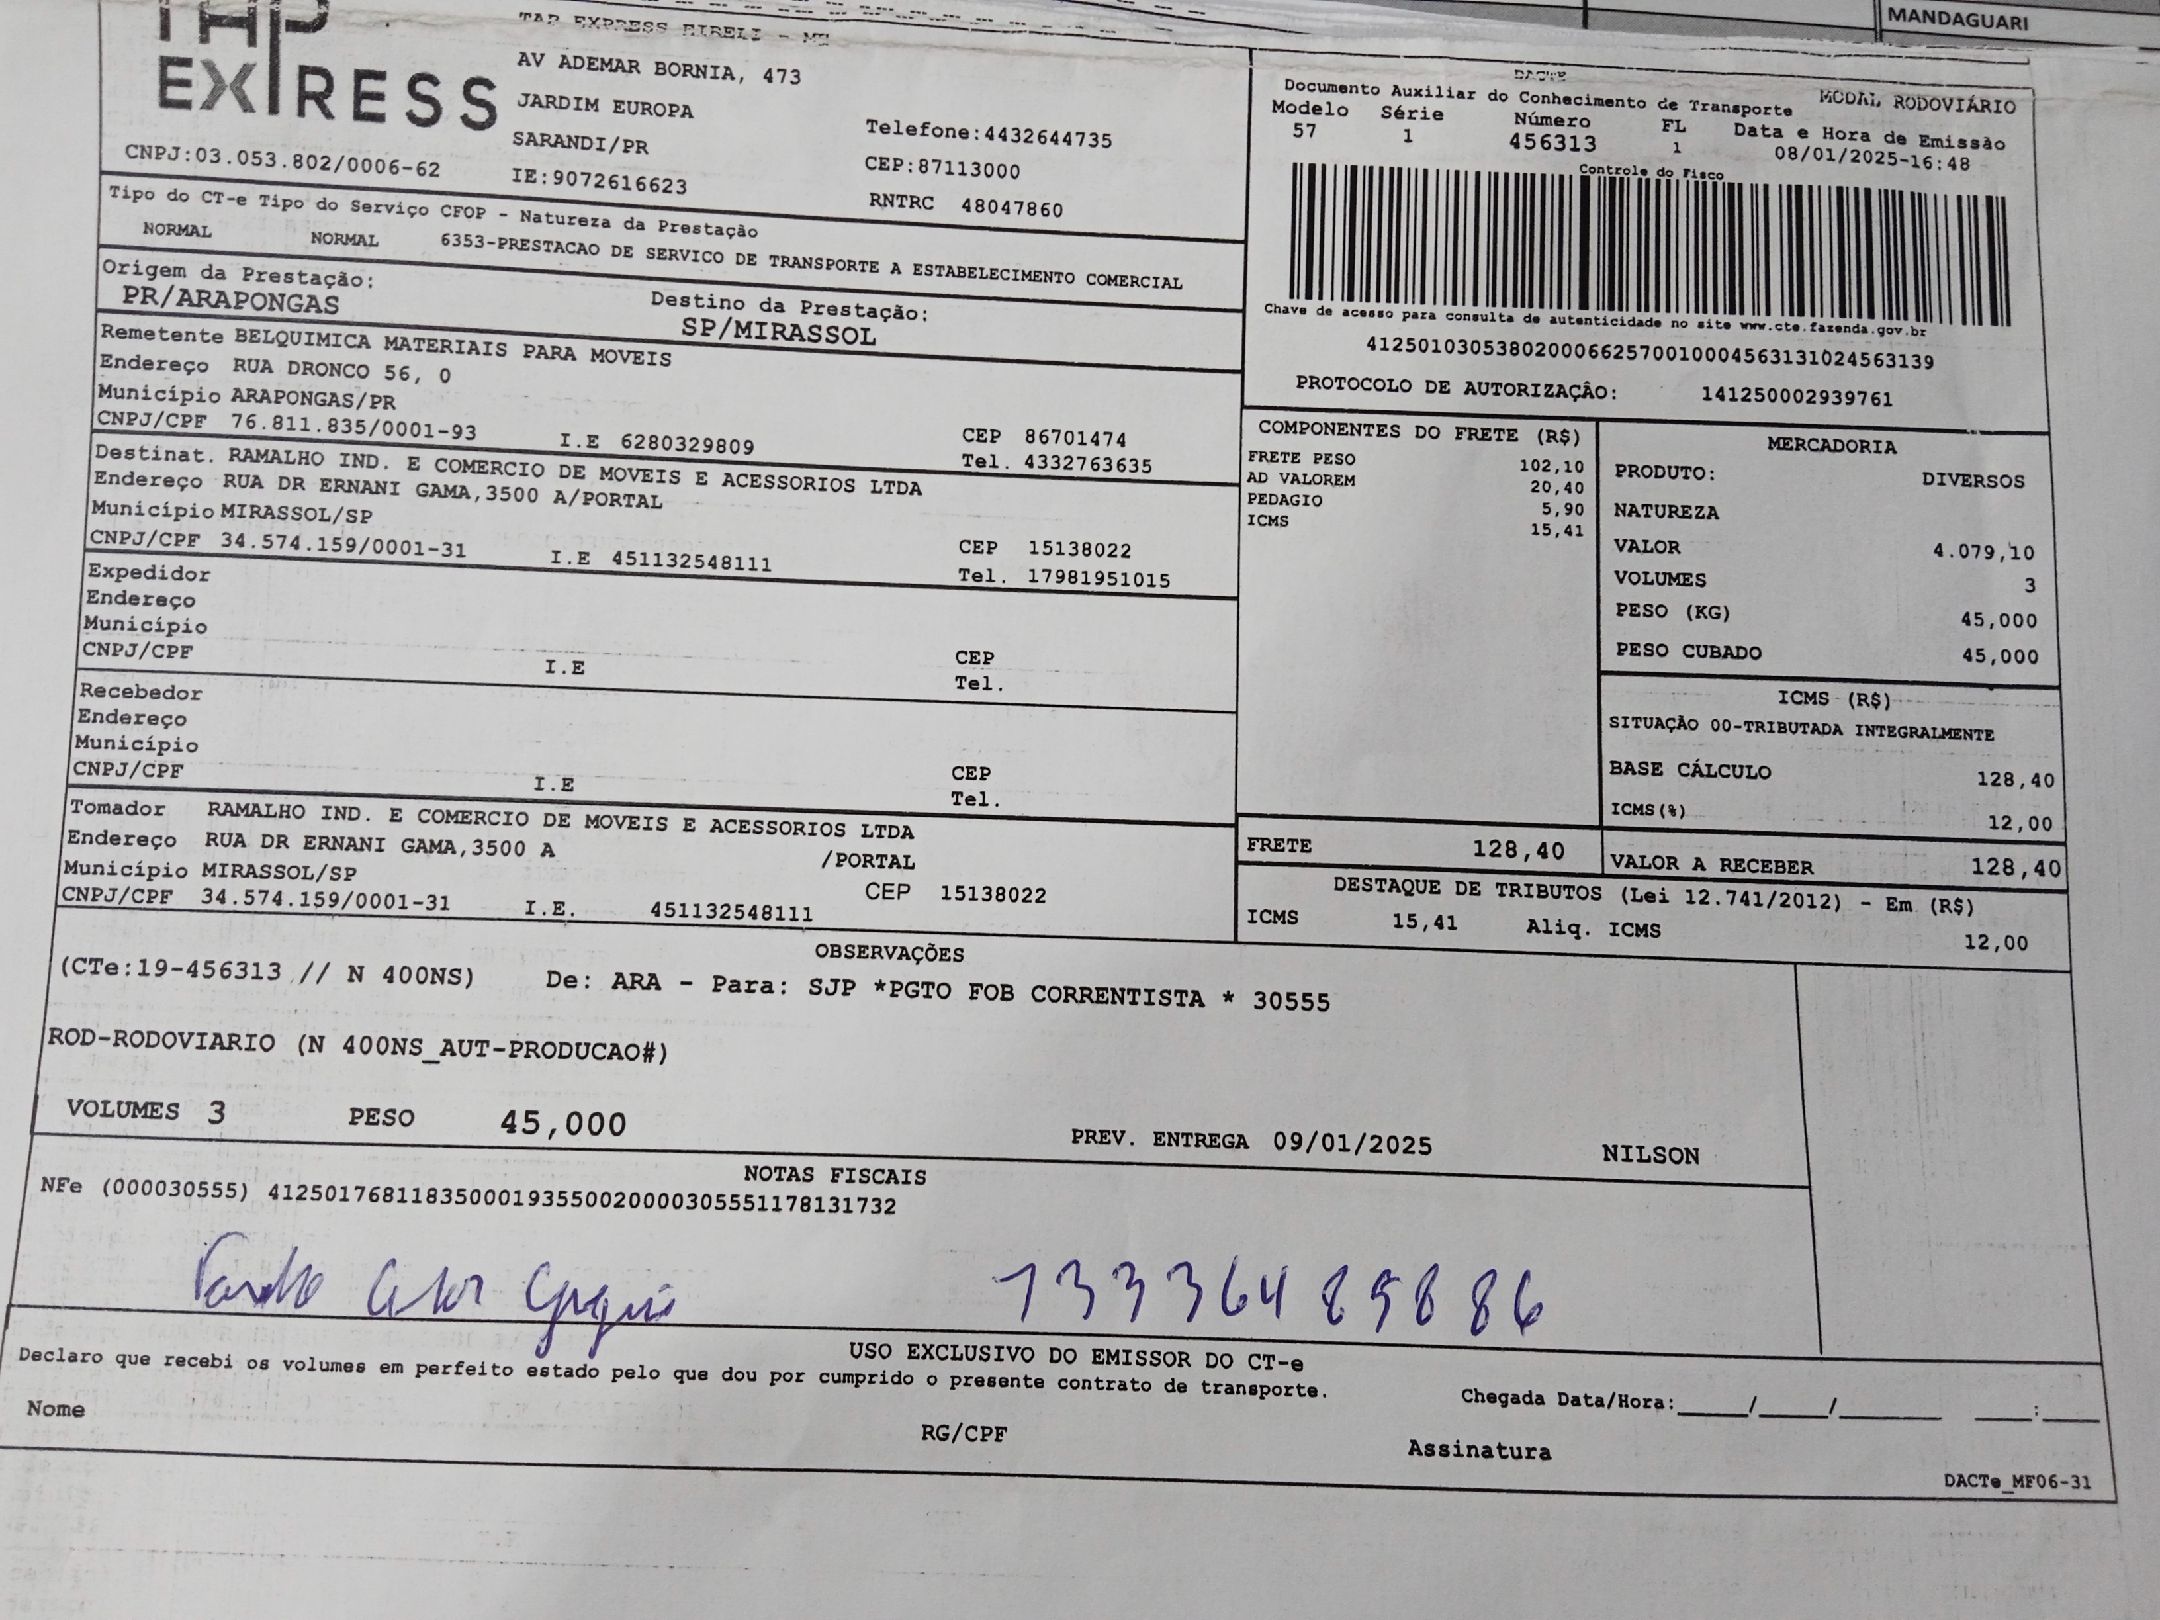 MANDAGUARI
TAP
EXPRESS
TAP EXPRESS EIRELI - ME
AV ADEMAR BORNIA, 473
JARDIM EUROPA
SARANDI/PR
Telefone:4432644735
CEP:87113000
CNPJ:03.053.802/0006-62 IE:9072616623 RNTRC 48047860
DACTE
Documento Auxiliar do Conhecimento de Transporte MODAL RODOVIÁRIO
Modelo Série Número FL Data e Hora de Emissão
57 1 456313 1 08/01/2025-16:48
Controle do Fisco
Chave de acesso para consulta de autenticidade no site www.cte.fazenda.gov.br
41250103053802000662570010004563131024563139
PROTOCOLO DE AUTORIZAÇÂO: 141250002939761
Tipo do CT-e Tipo do Serviço CFOP - Natureza da Prestação
NORMAL NORMAL 6353-PRESTACAO DE SERVICO DE TRANSPORTE A ESTABELECIMENTO COMERCIAL
Origem da Prestação: Destino da Prestação:
PR/ARAPONGAS SP/MIRASSOL
Remetente BELQUIMICA MATERIAIS PARA MOVEIS
Endereço RUA DRONCO 56, 0
Município ARAPONGAS/PR CEP 86701474
CNPJ/CPF 76.811.835/0001-93 I.E 6280329809 Tel. 4332763635
Destinat. RAMALHO IND. E COMERCIO DE MOVEIS E ACESSORIOS LTDA
Endereço RUA DR ERNANI GAMA,3500 A/PORTAL
Município MIRASSOL/SP CEP 15138022
CNPJ/CPF 34.574.159/0001-31 I.E 451132548111 Tel. 17981951015
Expedidor
Endereço
Município CEP
CNPJ/CPF I.E Tel.
Recebedor
Endereço
Município CEP
CNPJ/CPF I.E Tel.
Tomador RAMALHO IND. E COMERCIO DE MOVEIS E ACESSORIOS LTDA
Endereço RUA DR ERNANI GAMA,3500 A /PORTAL
Município MIRASSOL/SP CEP 15138022
CNPJ/CPF 34.574.159/0001-31 I.E. 451132548111
COMPONENTES DO FRETE (R$)
FRETE PESO 102,10
AD VALOREM 20,40
PEDAGIO 5,90
ICMS 15,41
MERCADORIA
PRODUTO: DIVERSOS
NATUREZA
VALOR 4.079,10
VOLUMES 3
PESO (KG) 45,000
PESO CUBADO 45,000
ICMS (R$)
SITUAÇÃO 00-TRIBUTADA INTEGRALMENTE
BASE CÁLCULO 128,40
ICMS(%) 12,00
FRETE 128,40 VALOR A RECEBER 128,40
DESTAQUE DE TRIBUTOS (Lei 12.741/2012) - Em (R$)
ICMS 15,41 Aliq. ICMS 12,00
OBSERVAÇÕES
(CTe:19-456313 // N 400NS) De: ARA - Para: SJP *PGTO FOB CORRENTISTA * 30555
ROD-RODOVIARIO (N 400NS_AUT-PRODUCAO#)
VOLUMES 3 PESO 45,000 PREV. ENTREGA 09/01/2025 NILSON
NOTAS FISCAIS
NFe (000030555) 41250176811835000193550020000305551178131732
73336489886
USO EXCLUSIVO DO EMISSOR DO CT-e
Declaro que recebi os volumes em perfeito estado pelo que dou por cumprido o presente contrato de transporte.
Chegada Data/Hora:____/____/______ ___:___
Nome RG/CPF Assinatura
DACTe_MF06-31